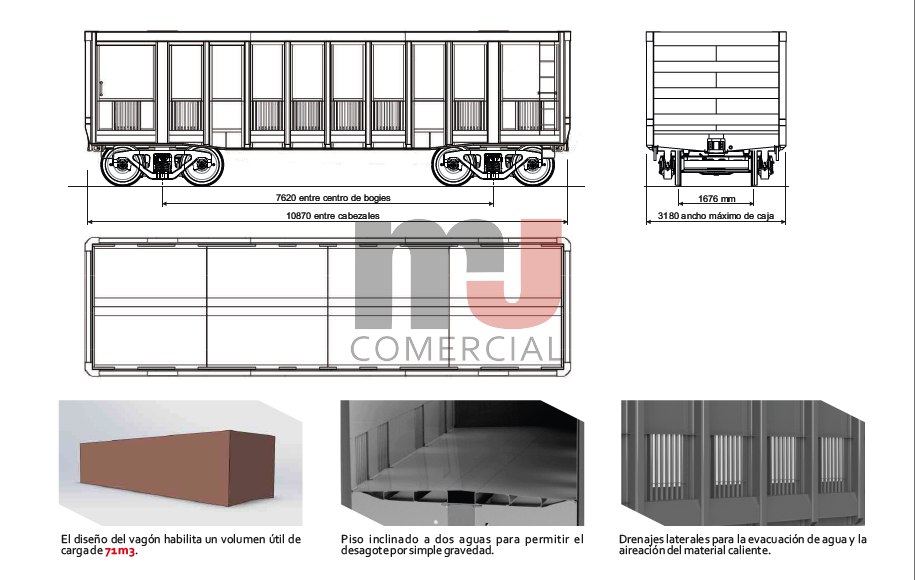 7620 entre centro de bogies
10870 entre cabezales
1676 mm
3180 ancho máximo de caja
mJ
COMERCIAL
El diseño del vagón habilita un volumen útil de
carga de 71m3.
Piso inclinado a dos aguas para permitir el
desagote por simple gravedad.
Drenajes laterales para la evacuación de agua y la
aireación del material caliente.